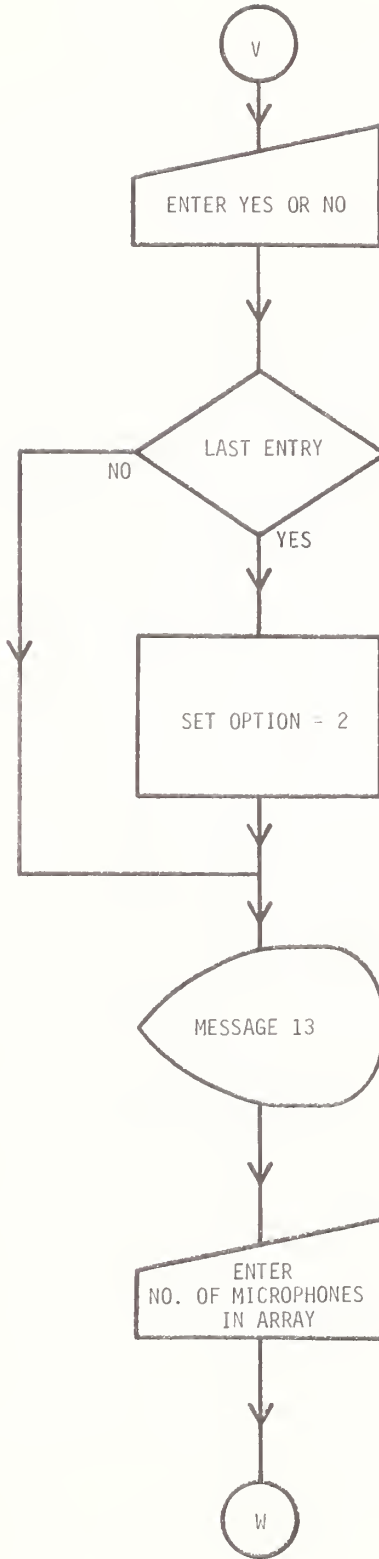 V
ENTER YES OR NO
LAST ENTRY
NO
YES
SET OPTION = 2
MESSAGE 13
ENTER
NO. OF MICROPHONES
IN ARRAY
W